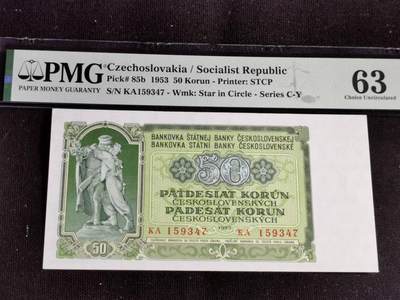 PMG
PAPER MONEY GUARANTY
Czechoslovakia / Socialist Republic
Pick# 85b 1953 50 Korun - Printer: STCP
S/N KA159347 - Wmk: Star in Circle - Series C-Y
63
Choice Uncirculated
BANKOVKA ŠTÁTNEJ BANKY ČESKOSLOVENSKEJ
BANKOVKA STÁTNÍ BANKY ČESKOSLOVENSKÉ
50
PÄŤDESIAT KORÚN
PADESÁT KORUN
1953
KA 159347 KA 159347
50